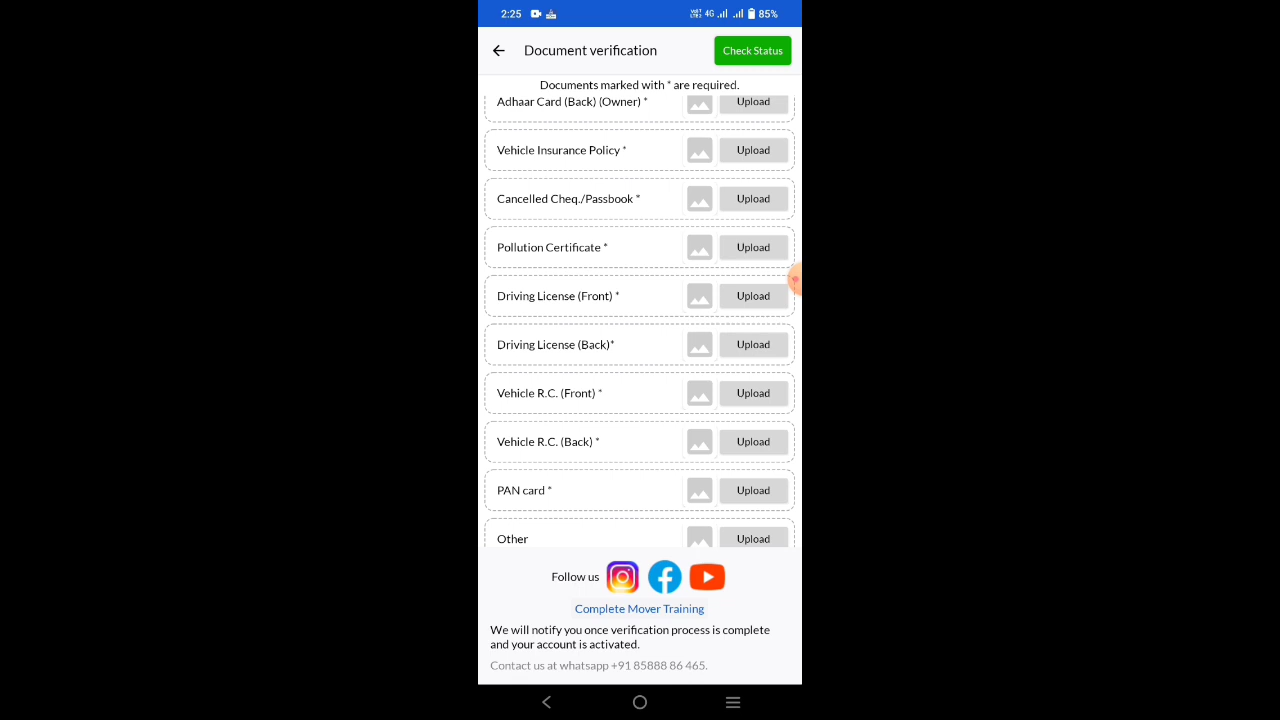 2:25
4G
85%
Document verification
Check Status
Documents marked with * are required.
Adhaar Card (Back) (Owner) *
Upload
Vehicle Insurance Policy *
Upload
Cancelled Cheq./Passbook *
Upload
Pollution Certificate *
Upload
Driving License (Front) *
Upload
Driving License (Back)*
Upload
Vehicle R.C. (Front) *
Upload
Vehicle R.C. (Back) *
Upload
PAN card *
Upload
Other
Upload
Follow us
Complete Mover Training
We will notify you once verification process is complete
and your account is activated.
Contact us at whatsapp +91 85888 86 465.